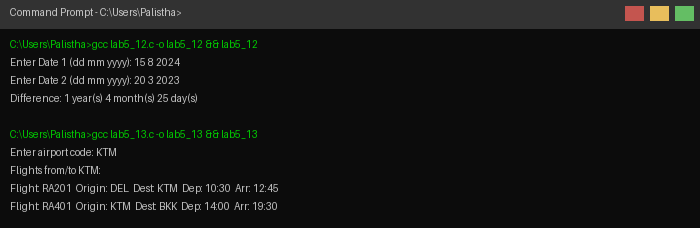 Command Prompt - C:\Users\Palistha>
C:\Users\Palistha>gcc lab5_12.c -o lab5_12 && lab5_12
Enter Date 1 (dd mm yyyy): 15 8 2024
Enter Date 2 (dd mm yyyy): 20 3 2023
Difference: 1 year(s) 4 month(s) 25 day(s)
C:\Users\Palistha>gcc lab5_13.c -o lab5_13 && lab5_13
Enter airport code: KTM
Flights from/to KTM:
Flight: RA201 Origin: DEL Dest: KTM Dep: 10:30 Arr: 12:45
Flight: RA401 Origin: KTM Dest: BKK Dep: 14:00 Arr: 19:30